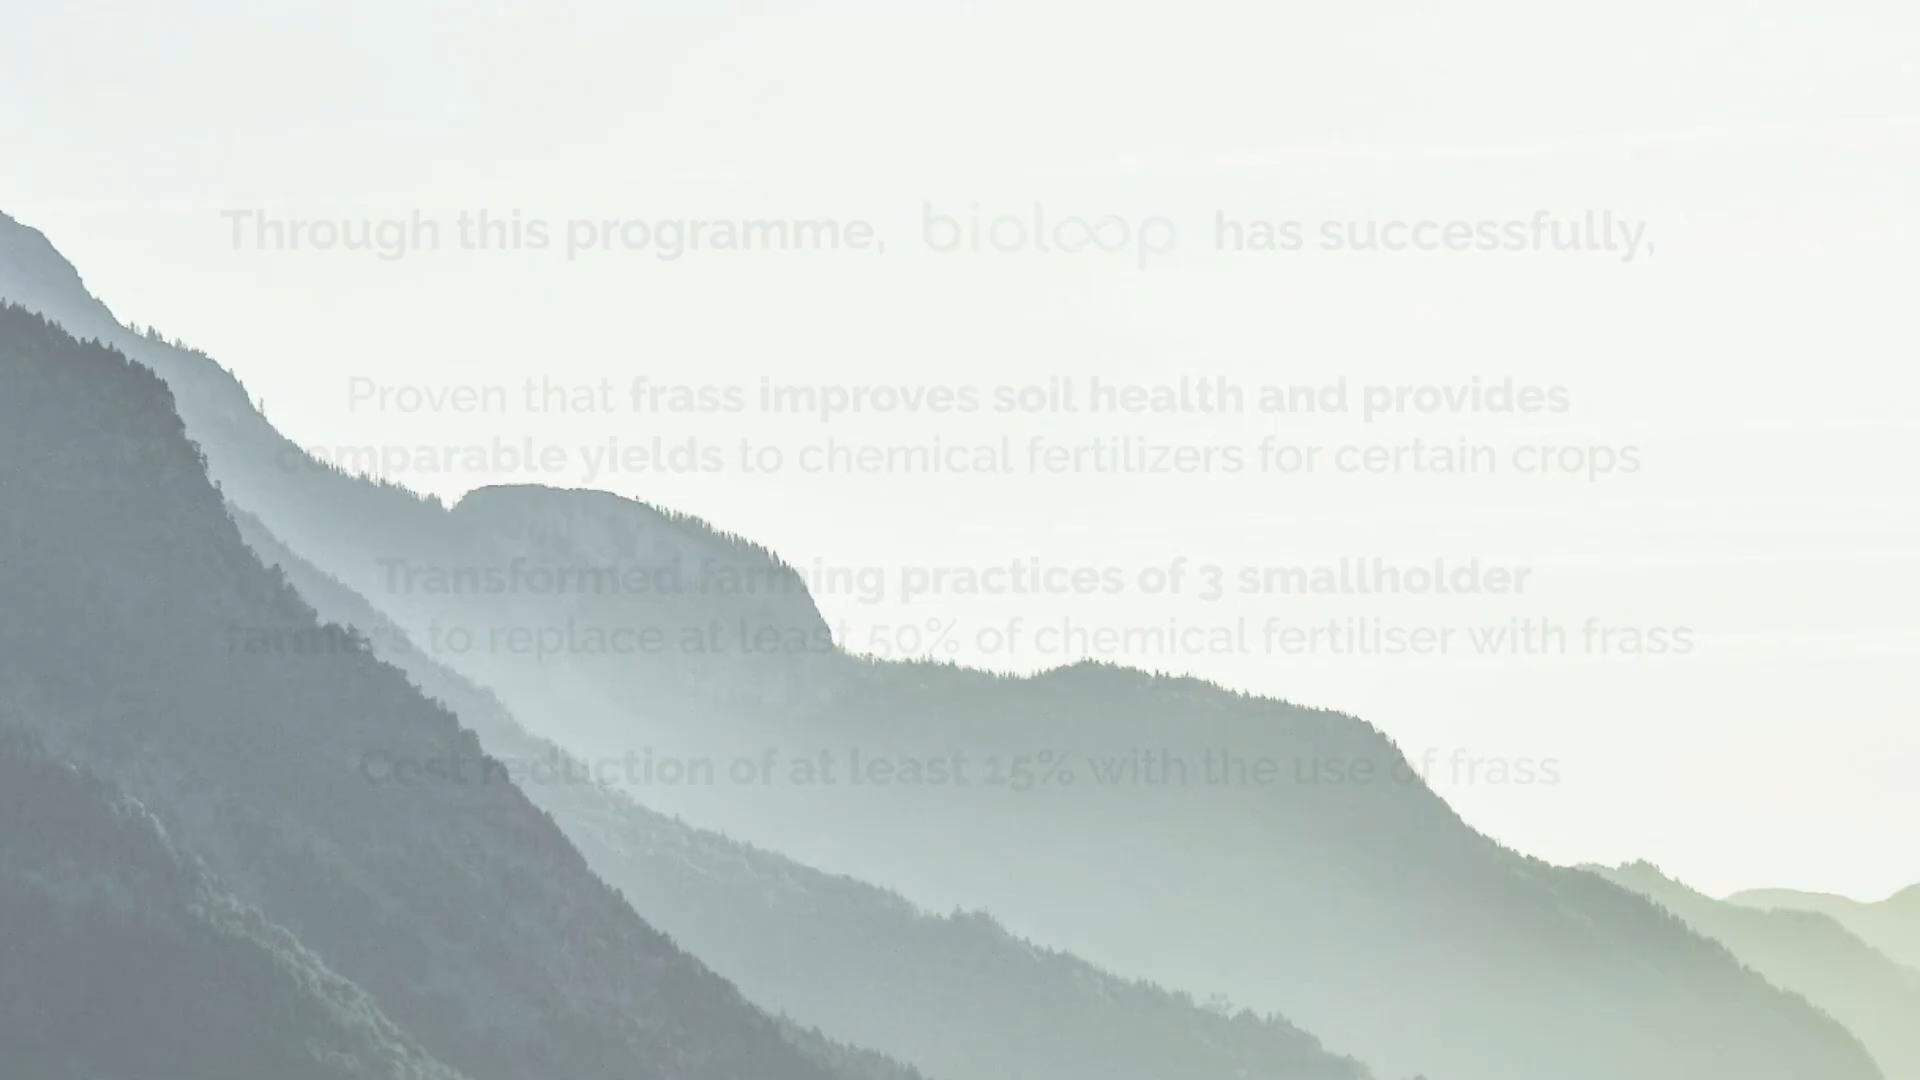 Through this programme, bioloop has successfully,
Proven that frass improves soil health and provides
comparable yields to chemical fertilizers for certain crops
Transformed farming practices of 3 smallholder
farmers to replace at least 50% of chemical fertiliser with frass
Cost reduction of at least 15% with the use of frass